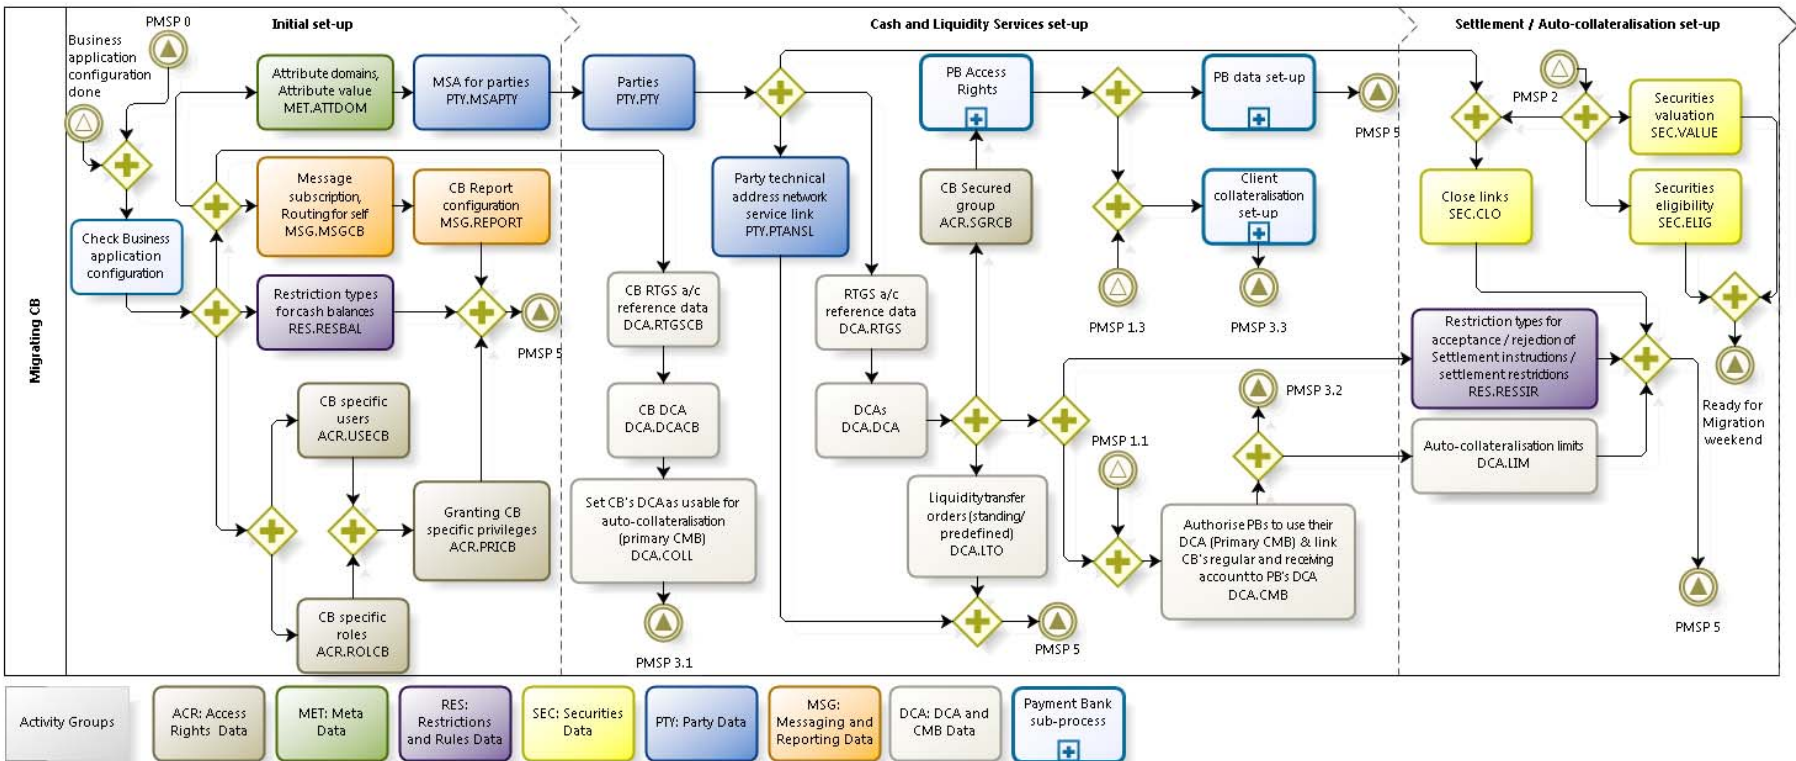 Initial set-up
Cash and Liquidity Services set-up
Settlement / Auto-collateralisation set-up
Migrating CB
PMSP 0
Business
application
configuration
done
Check Business
application
configuration
Attribute domains,
Attribute value
MET.ATTDOM
MSA for parties
PTY.MSAPTY
Message
subscription,
Routing for self
MSG.MSGCB
CB Report
configuration
MSG.REPORT
Restriction types
for cash balances
RES.RESBAL
PMSP 5
CB specific
users
ACR.USECB
Granting CB
specific privileges
ACR.PRICB
CB specific
roles
ACR.ROLCB
Parties
PTY.PTY
Party technical
address network
service link
PTY.PTANSL
CB RTGS a/c
reference data
DCA.RTGSCB
CB DCA
DCA.DCACB
Set CB's DCA as usable for
auto-collateralisation
(primary CMB)
DCA.COLL
PMSP 3.1
RTGS a/c
reference data
DCA.RTGS
DCAs
DCA.DCA
PB Access
Rights
CB Secured
group
ACR.SGRCB
Liquidity transfer
orders (standing/
predefined)
DCA.LTO
PMSP 5
PB data set-up
PMSP 5
Client
collateralisation
set-up
PMSP 1.3
PMSP 3.3
PMSP 3.2
PMSP 1.1
Authorise PBs to use their
DCA (Primary CMB) & link
CB's regular and receiving
account to PB's DCA
DCA.CMB
PMSP 2
Securities
valuation
SEC.VALUE
Close links
SEC.CLO
Securities
eligibility
SEC.ELIG
Restriction types for
acceptance / rejection of
Settlement instructions /
settlement restrictions
RES.RESSIR
Auto-collateralisation limits
DCA.LIM
Ready for
Migration
weekend
PMSP 5
Activity Groups
ACR: Access
Rights Data
MET: Meta
Data
RES:
Restrictions
and Rules Data
SEC: Securities
Data
PTY: Party Data
MSG:
Messaging and
Reporting Data
DCA: DCA and
CMB Data
Payment Bank
sub-process